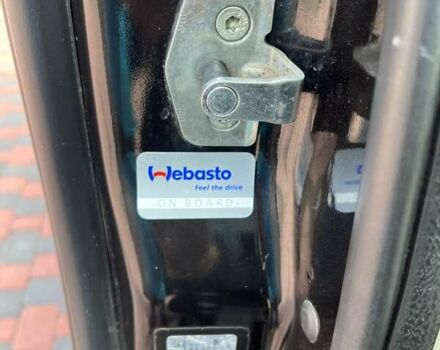 Webasto
Feel the drive
-ON BOARD-